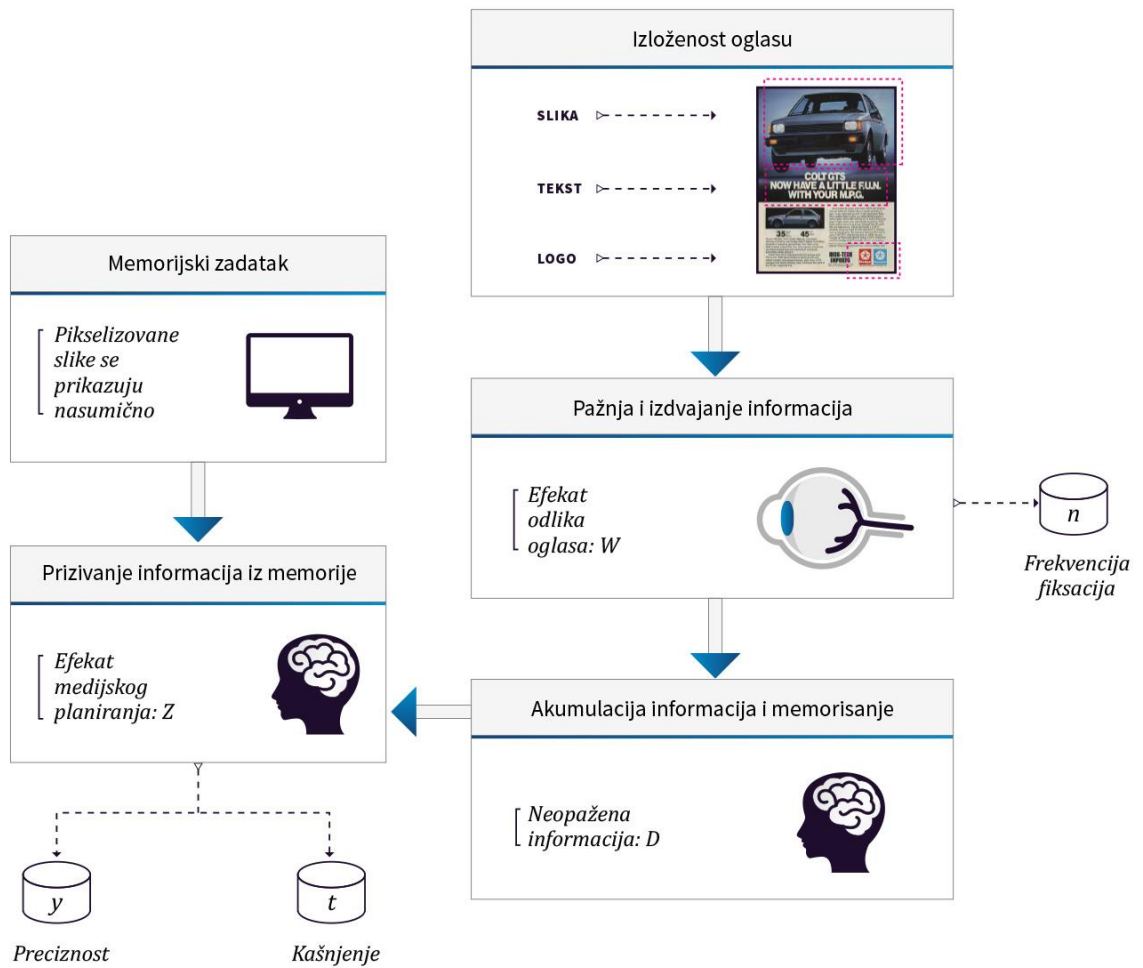 Izloženost oglasu
SLIKA
TEKST
LOGO
COLT GTS
NOW HAVE A LITTLE F.U.N.
WITH YOUR M.P.G.
35
45
Memorijski zadatak
Pikselizovane
slike se
prikazuju
nasumično
Pažnja i izdvajanje informacija
Efekat
odlika
oglasa: W
n
Frekvencija
fiksacija
Prizivanje informacija iz memorije
Efekat
medijskog
planiranja: Z
Akumulacija informacija i memorisanje
Neopažena
informacija: D
y
Preciznost
t
Kašnjenje